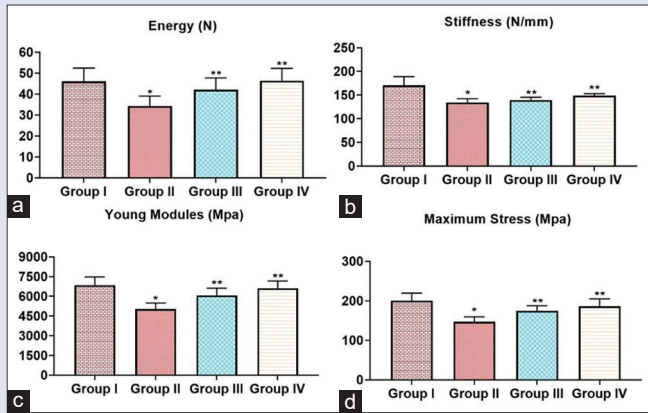 Energy (N)
60
50
40
30
20
10
0
* ** **
Group I Group II Group III Group IV
a
Stiffness (N/mm)
250
200
150
100
50
0
* ** **
Group I Group II Group III Group IV
b
Young Modules (Mpa)
9000
7500
6000
4500
3000
1500
0
* ** **
Group I Group II Group III Group IV
c
Maximum Stress (Mpa)
300
200
100
0
* ** **
Group I Group II Group III Group IV
d